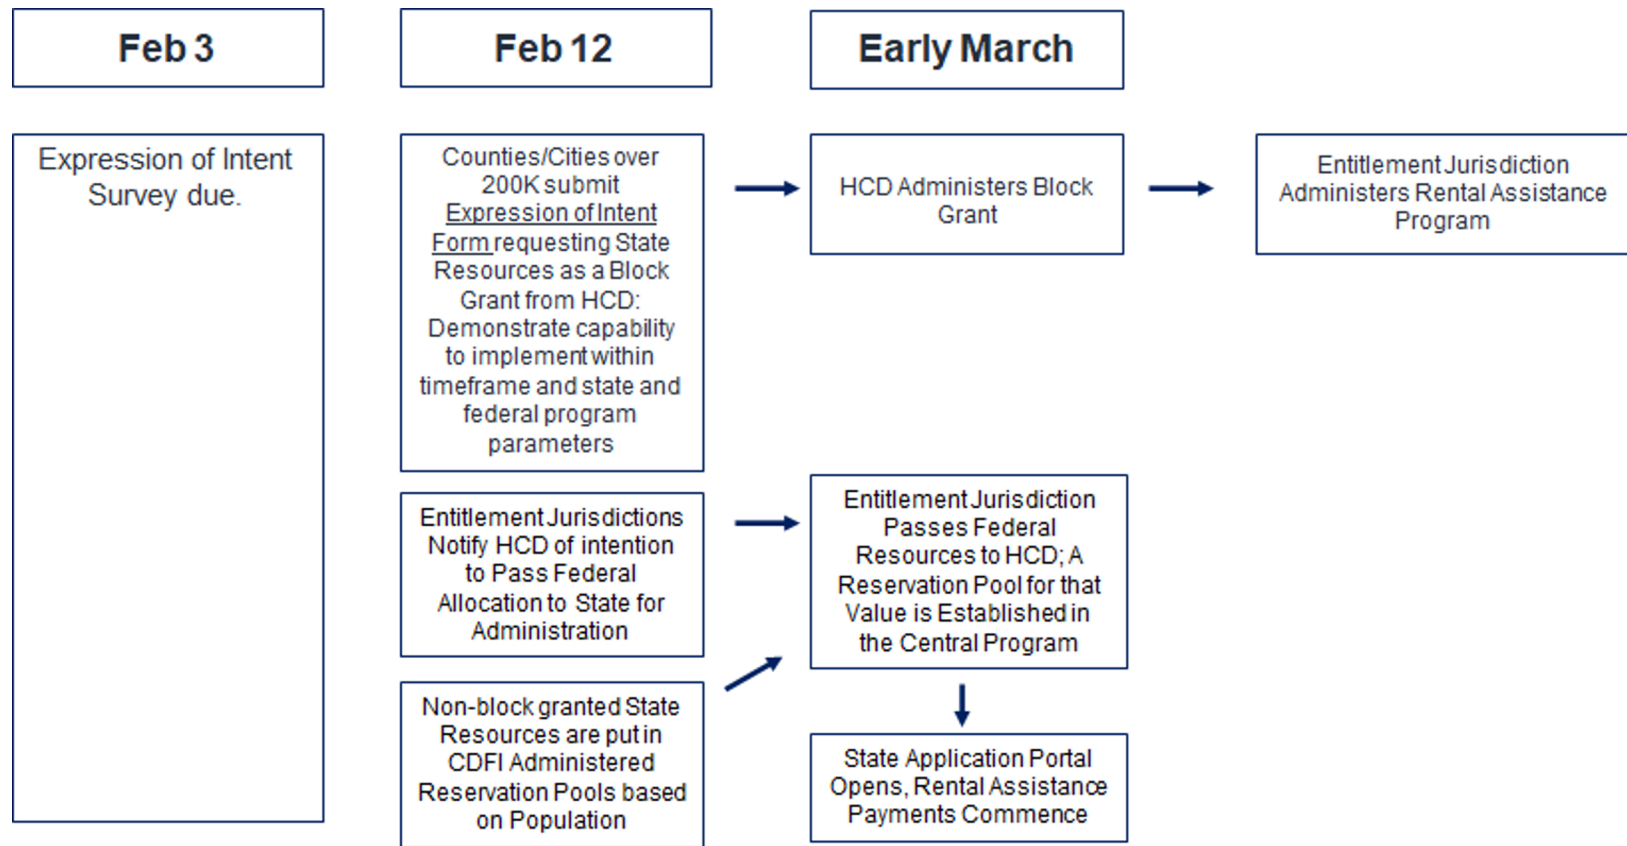 Feb 3
Feb 12
Early March
Expression of Intent
Survey due.
Counties/Cities over
200K submit
Expression of Intent
Form requesting State
Resources as a Block
Grant from HCD:
Demonstrate capability
to implement within
timeframe and state and
federal program
parameters
HCD Administers Block
Grant
Entitlement Jurisdiction
Administers Rental Assistance
Program
Entitlement Jurisdictions
Notify HCD of intention
to Pass Federal
Allocation to State for
Administration
Entitlement Jurisdiction
Passes Federal
Resources to HCD; A
Reservation Pool for that
Value is Established in
the Central Program
Non-block granted State
Resources are put in
CDFI Administered
Reservation Pools based
on Population
State Application Portal
Opens, Rental Assistance
Payments Commence